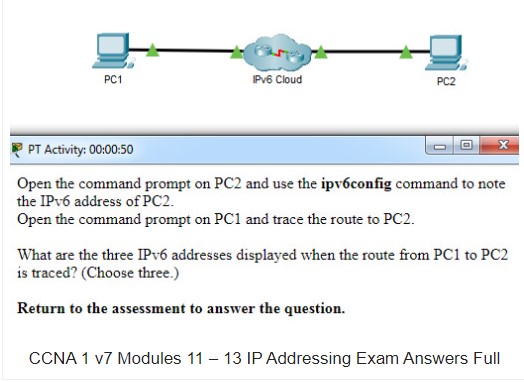 PC1
IPv6 Cloud
PC2
PT Activity: 00:00:50
Open the command prompt on PC2 and use the ipv6config command to note
the IPv6 address of PC2.
Open the command prompt on PC1 and trace the route to PC2.
What are the three IPv6 addresses displayed when the route from PC1 to PC2
is traced? (Choose three.)
Return to the assessment to answer the question.
CCNA 1 v7 Modules 11 – 13 IP Addressing Exam Answers Full